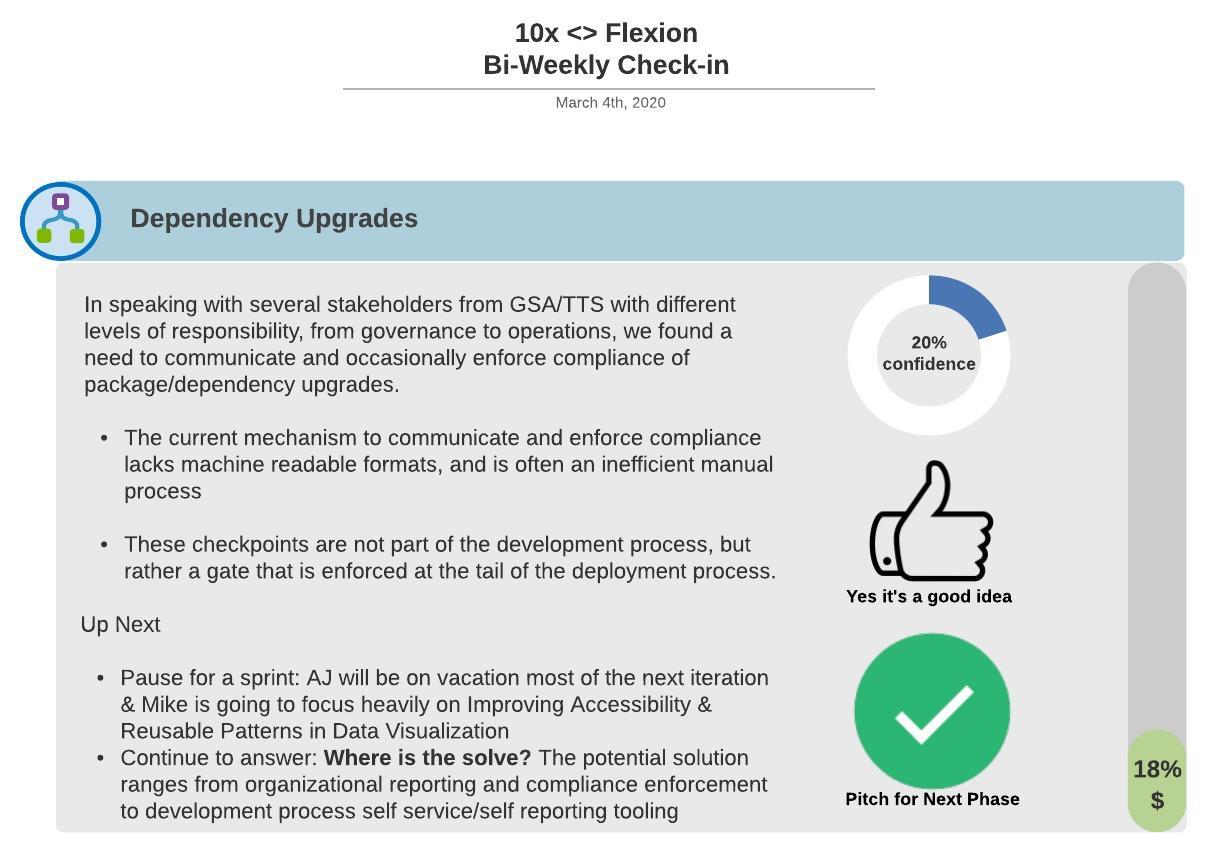 10x <> Flexion
Bi-Weekly Check-in
March 4th, 2020
Dependency Upgrades
In speaking with several stakeholders from GSA/TTS with different
levels of responsibility, from governance to operations, we found a
need to communicate and occasionally enforce compliance of
package/dependency upgrades.
• The current mechanism to communicate and enforce compliance
lacks machine readable formats, and is often an inefficient manual
process
• These checkpoints are not part of the development process, but
rather a gate that is enforced at the tail of the deployment process.
Up Next
• Pause for a sprint: AJ will be on vacation most of the next iteration
& Mike is going to focus heavily on Improving Accessibility &
Reusable Patterns in Data Visualization
• Continue to answer: Where is the solve? The potential solution
ranges from organizational reporting and compliance enforcement
to development process self service/self reporting tooling
20%
confidence
Yes it's a good idea
Pitch for Next Phase
18%
$